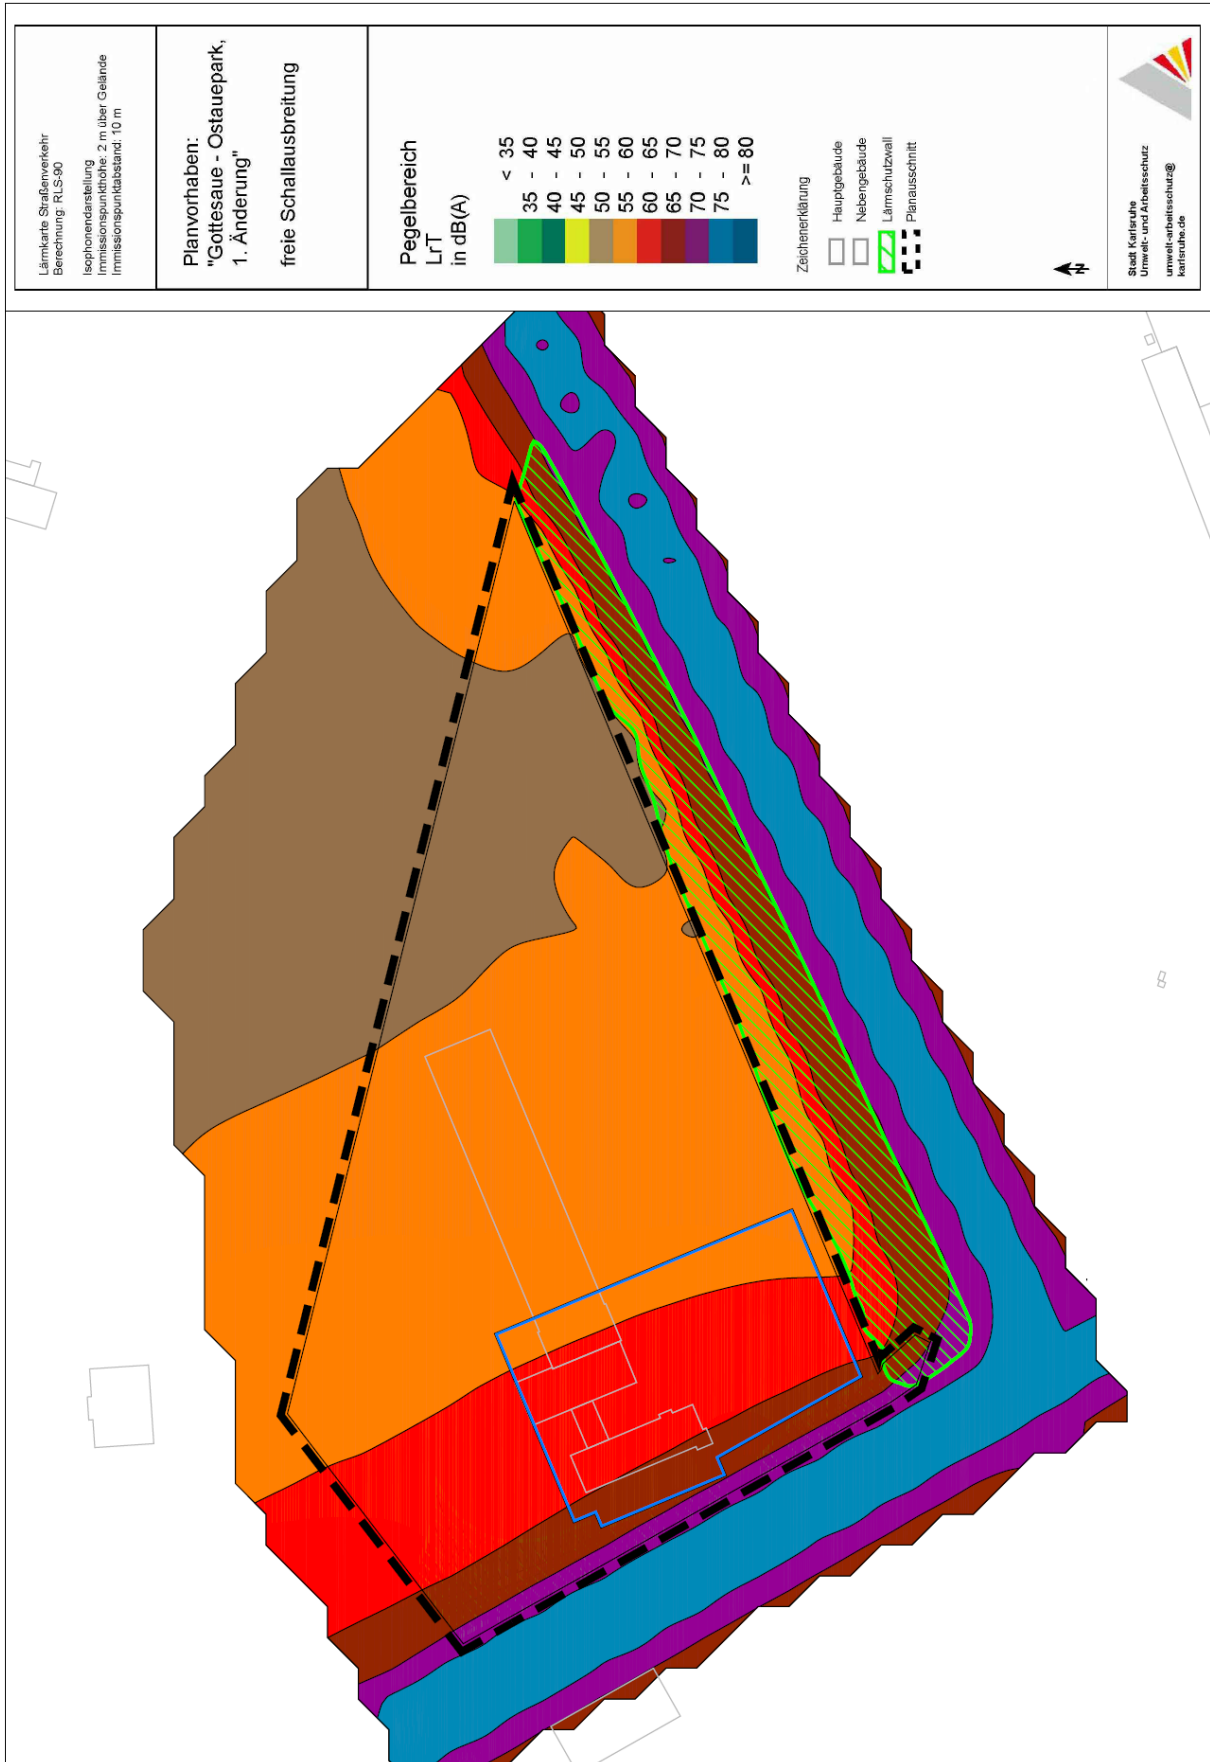 Lärmkarte Straßenverkehr
Berechnung: RLS-90
Isophonendarstellung
Immissionspunkthöhe: 2 m über Gelände
Immissionspunktabstand: 10 m
Planvorhaben:
"Gottesaue - Ostauepark,
1. Änderung"
freie Schallausbreitung
Pegelbereich
LrT
in dB(A)
< 35
35 - 40
40 - 45
45 - 50
50 - 55
55 - 60
60 - 65
65 - 70
70 - 75
75 - 80
>= 80
Zeichenerklärung
Hauptgebäude
Nebengebäude
Lärmschutzwall
Planausschnitt
N
Stadt Karlsruhe
Umwelt- und Arbeitsschutz
umwelt-arbeitsschutz@
karlsruhe.de